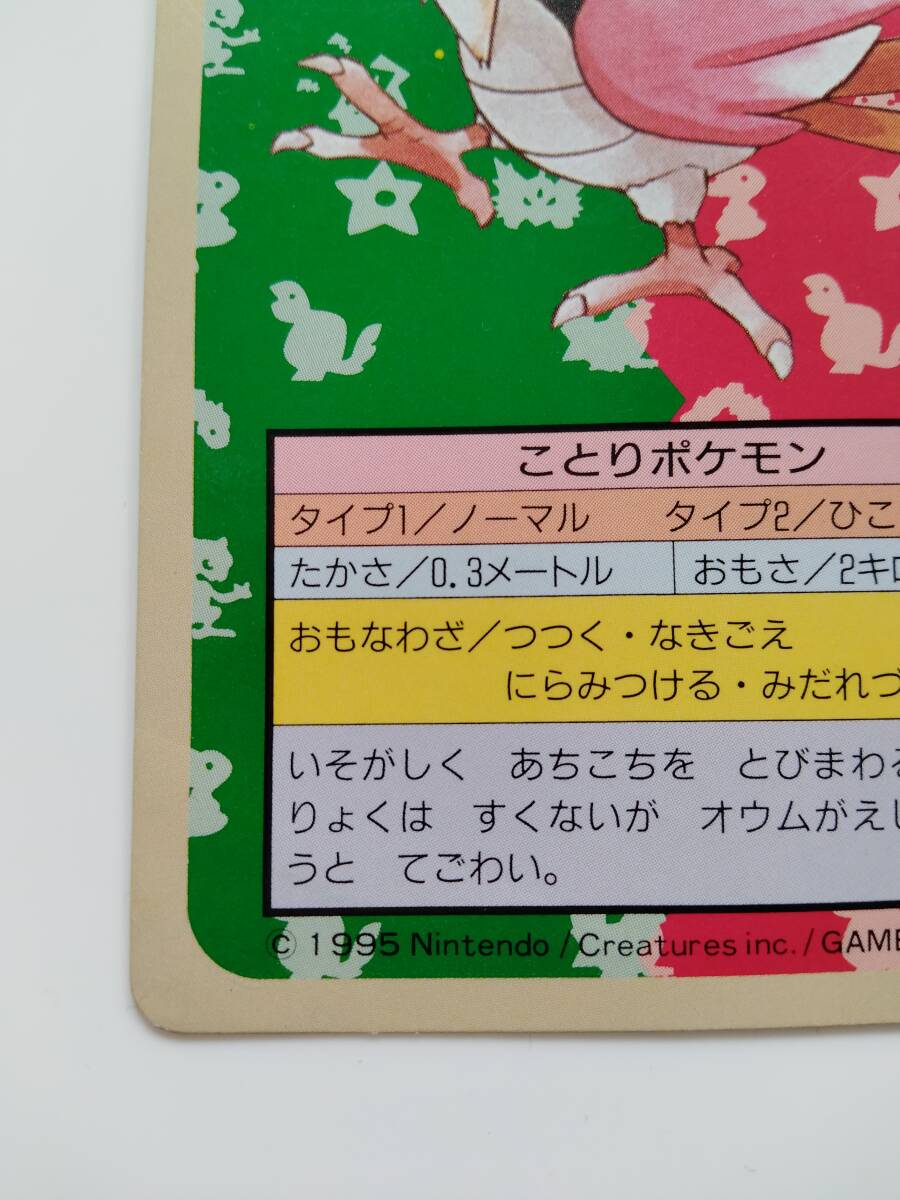 ことりポケモン
タイプ1/ノーマル　タイプ2/ひこ
たかさ/0.3メートル　おもさ/2キロ
おもなわざ/つつく・なきごえ
にらみつける・みだれづ
いそがしく　あちこちを　とびまわる
りょくは　すくないが　オウムがえし
うと　てごわい。
© 1995 Nintendo / Creatures inc. / GAME